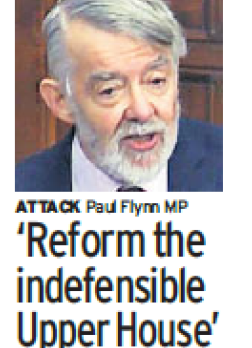 ATTACK Paul Flynn MP
‘Reform the
indefensible
Upper House’